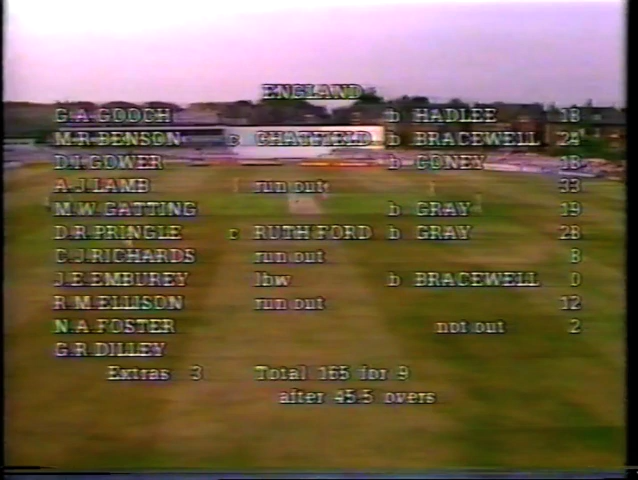 ENGLAND
G.A.GOOCH b HADLEE 18
M.R.BENSON c CHATFIELD b BRACEWELL 24
D.I.GOWER b CONEY 18
A.J.LAMB run out 33
M.W.GATTING b GRAY 19
D.R.PRINGLE c RUTHFORD b GRAY 28
C.J.RICHARDS run out 8
J.E.EMBUREY lbw b BRACEWELL 0
R.M.ELLISON run out 12
N.A.FOSTER not out 2
G.R.DILLEY
Extras 3 Total 165 for 9
after 45.5 overs